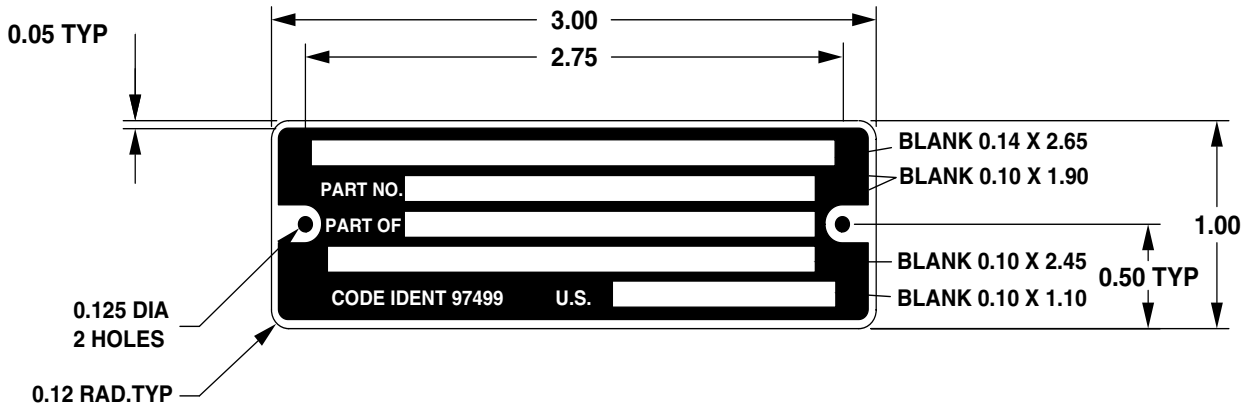 3.00
0.05 TYP
2.75
BLANK 0.14 X 2.65
PART NO.
BLANK 0.10 X 1.90
PART OF
1.00
BLANK 0.10 X 2.45
0.50 TYP
CODE IDENT 97499 U.S.
BLANK 0.10 X 1.10
0.125 DIA
2 HOLES
0.12 RAD.TYP